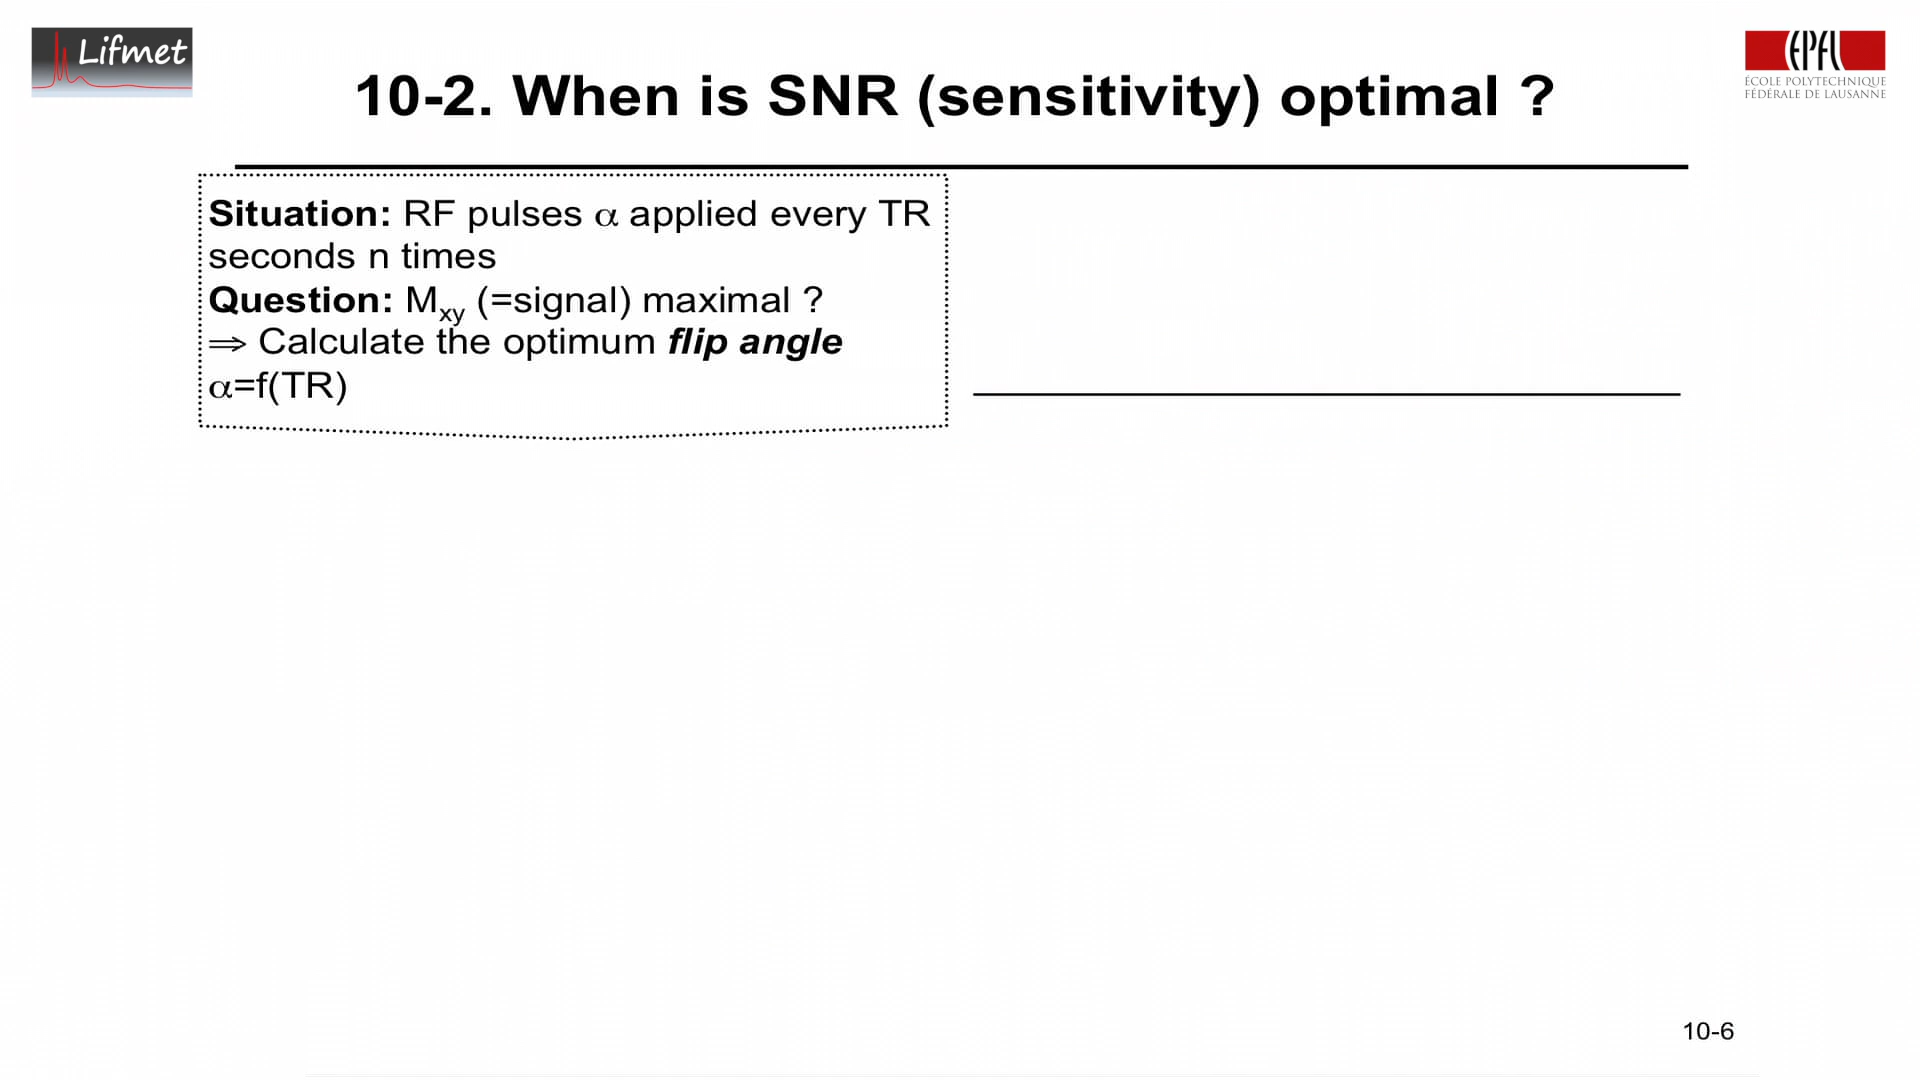 Lifmet
EPFL
ÉCOLE POLYTECHNIQUE
FÉDÉRALE DE LAUSANNE
10-2. When is SNR (sensitivity) optimal ?
Situation: RF pulses α applied every TR
seconds n times
Question: Mxy (=signal) maximal ?
⇒ Calculate the optimum flip angle
α=f(TR)
10-6